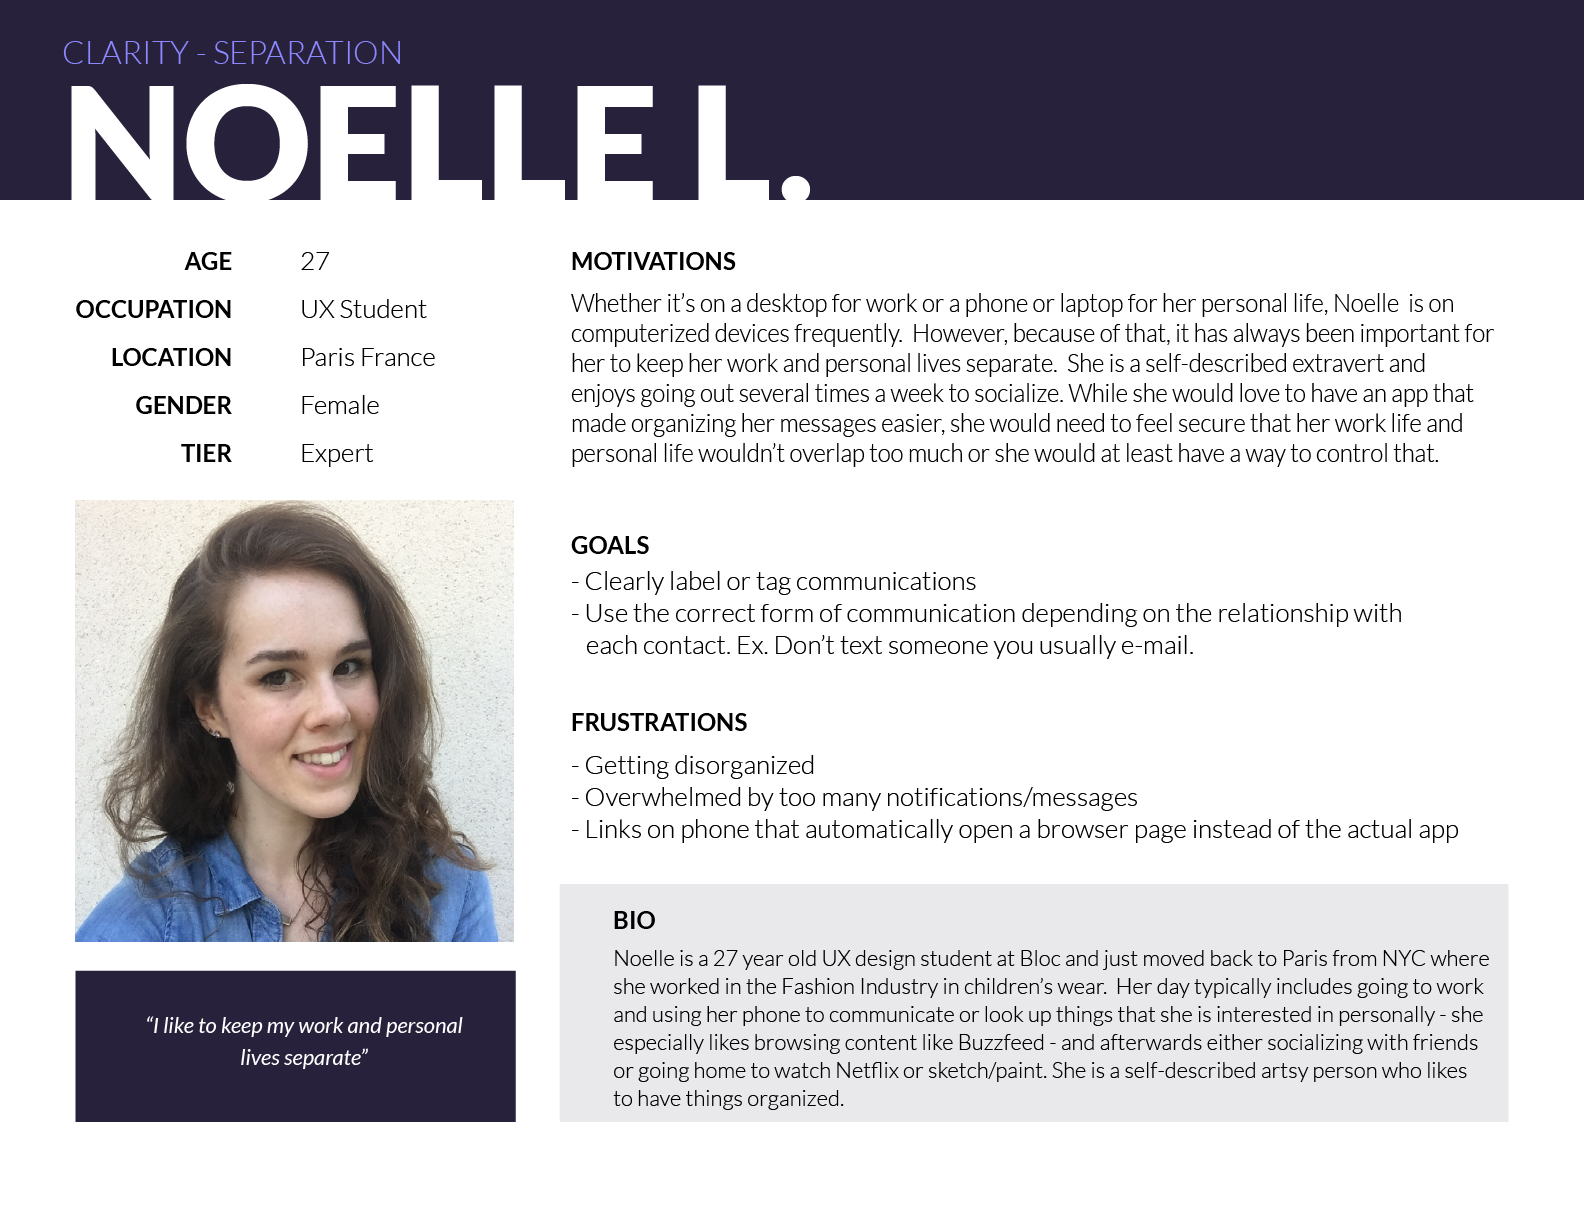 CLARITY - SEPARATION
NOELLE L.
AGE 27
OCCUPATION UX Student
LOCATION Paris France
GENDER Female
TIER Expert
“I like to keep my work and personal
lives separate”
MOTIVATIONS
Whether it’s on a desktop for work or a phone or laptop for her personal life, Noelle  is on
computerized devices frequently.  However, because of that, it has always been important for
her to keep her work and personal lives separate.  She is a self-described extravert and
enjoys going out several times a week to socialize. While she would love to have an app that
made organizing her messages easier, she would need to feel secure that her work life and
personal life wouldn’t overlap too much or she would at least have a way to control that.
GOALS
- Clearly label or tag communications
- Use the correct form of communication depending on the relationship with
each contact. Ex. Don’t text someone you usually e-mail.
FRUSTRATIONS
- Getting disorganized
- Overwhelmed by too many notifications/messages
- Links on phone that automatically open a browser page instead of the actual app
BIO
Noelle is a 27 year old UX design student at Bloc and just moved back to Paris from NYC where
she worked in the Fashion Industry in children’s wear.  Her day typically includes going to work
and using her phone to communicate or look up things that she is interested in personally - she
especially likes browsing content like Buzzfeed - and afterwards either socializing with friends
or going home to watch Netflix or sketch/paint. She is a self-described artsy person who likes
to have things organized.